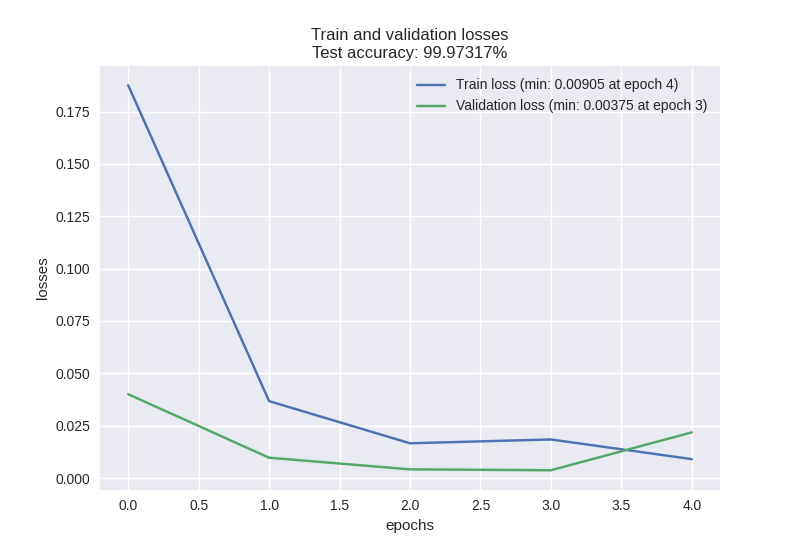 Train and validation losses
Test accuracy: 99.97317%
Train loss (min: 0.00905 at epoch 4)
Validation loss (min: 0.00375 at epoch 3)
losses
0.175
0.150
0.125
0.100
0.075
0.050
0.025
0.000
0.0 0.5 1.0 1.5 2.0 2.5 3.0 3.5 4.0
epochs